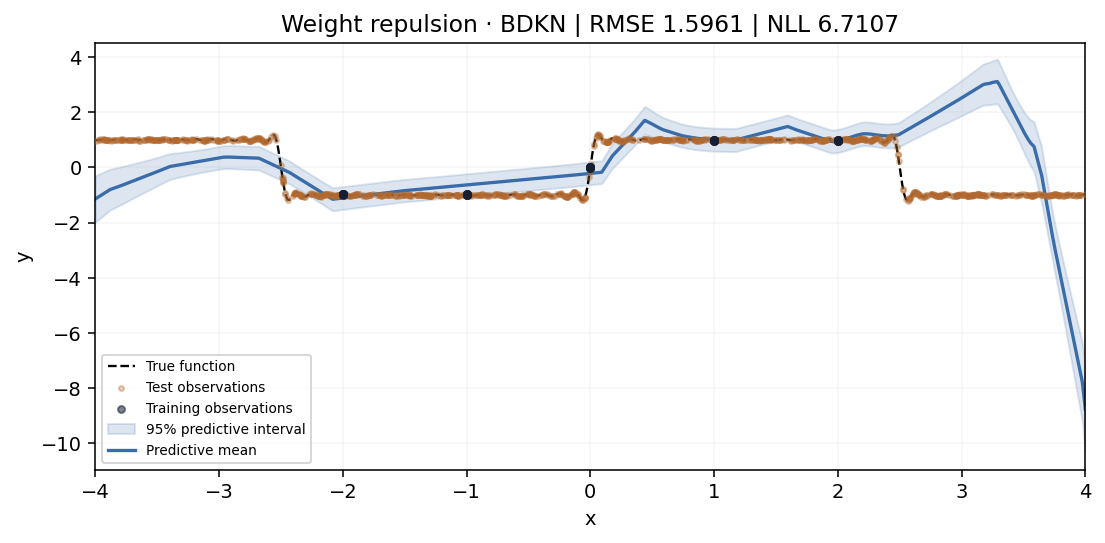 Weight repulsion · BDKN | RMSE 1.5961 | NLL 6.7107
4
2
0
−2
−4
−6
−8
−10
y
True function
Test observations
Training observations
95% predictive interval
Predictive mean
−4 −3 −2 −1 0 1 2 3 4
x